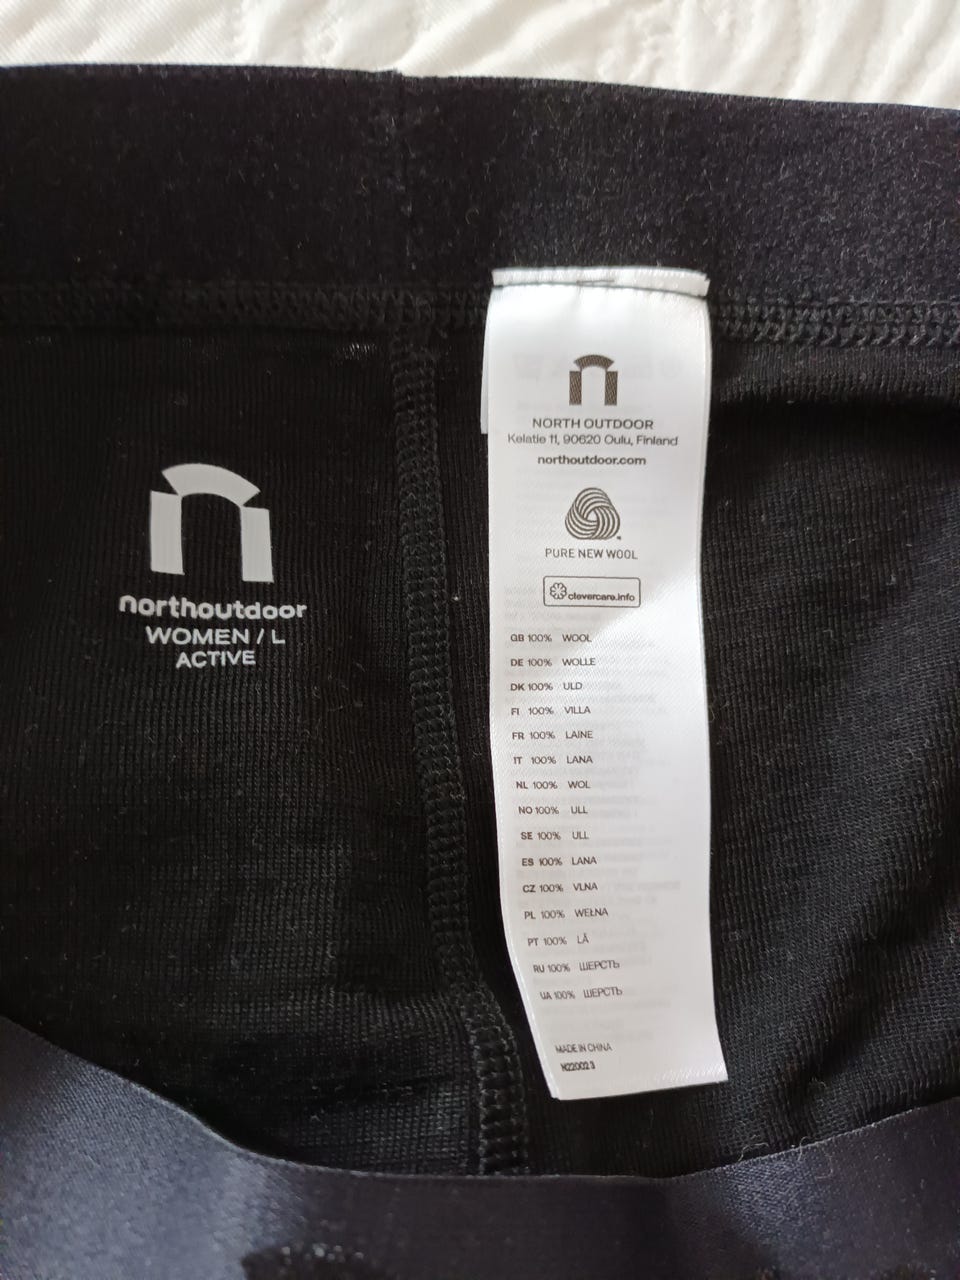 northoutdoor
WOMEN / L
ACTIVE
NORTH OUTDOOR
Kelatie 11, 90620 Oulu, Finland
northoutdoor.com
PURE NEW WOOL
clevercare.info
GB 100% WOOL
DE 100% WOLLE
DK 100% ULD
FI 100% VILLA
FR 100% LAINE
IT 100% LANA
NL 100% WOL
NO 100% ULL
SE 100% ULL
ES 100% LANA
CZ 100% VLNA
PL 100% WEŁNA
PT 100% LÃ
RU 100% ШЕРСТЬ
UA 100% ШЕРСТЬ
MADE IN CHINA
N22002 3